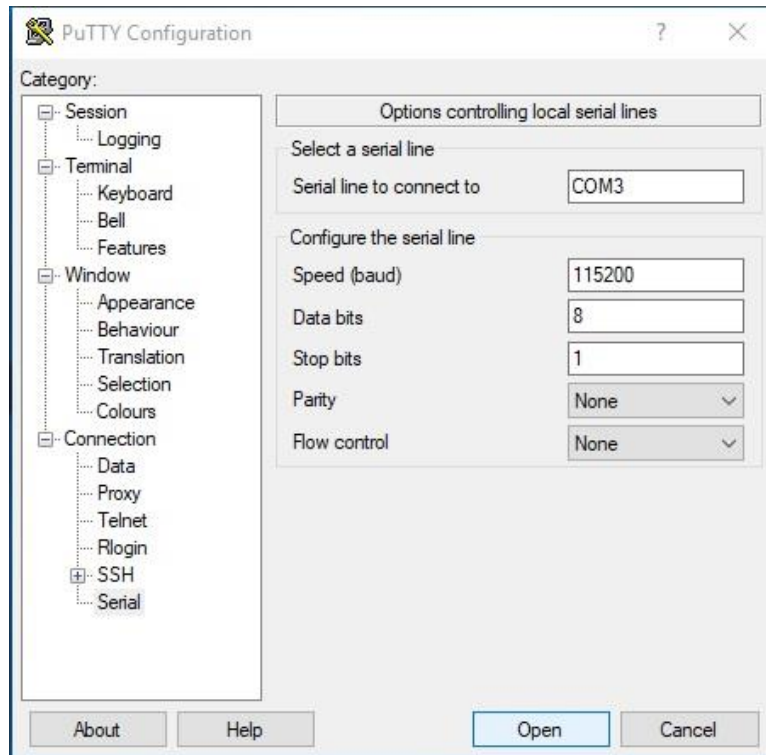 PuTTY Configuration
Category:
Session
Logging
Terminal
Keyboard
Bell
Features
Window
Appearance
Behaviour
Translation
Selection
Colours
Connection
Data
Proxy
Telnet
Rlogin
SSH
Serial
Options controlling local serial lines
Select a serial line
Serial line to connect to COM3
Configure the serial line
Speed (baud) 115200
Data bits 8
Stop bits 1
Parity None
Flow control None
About Help Open Cancel